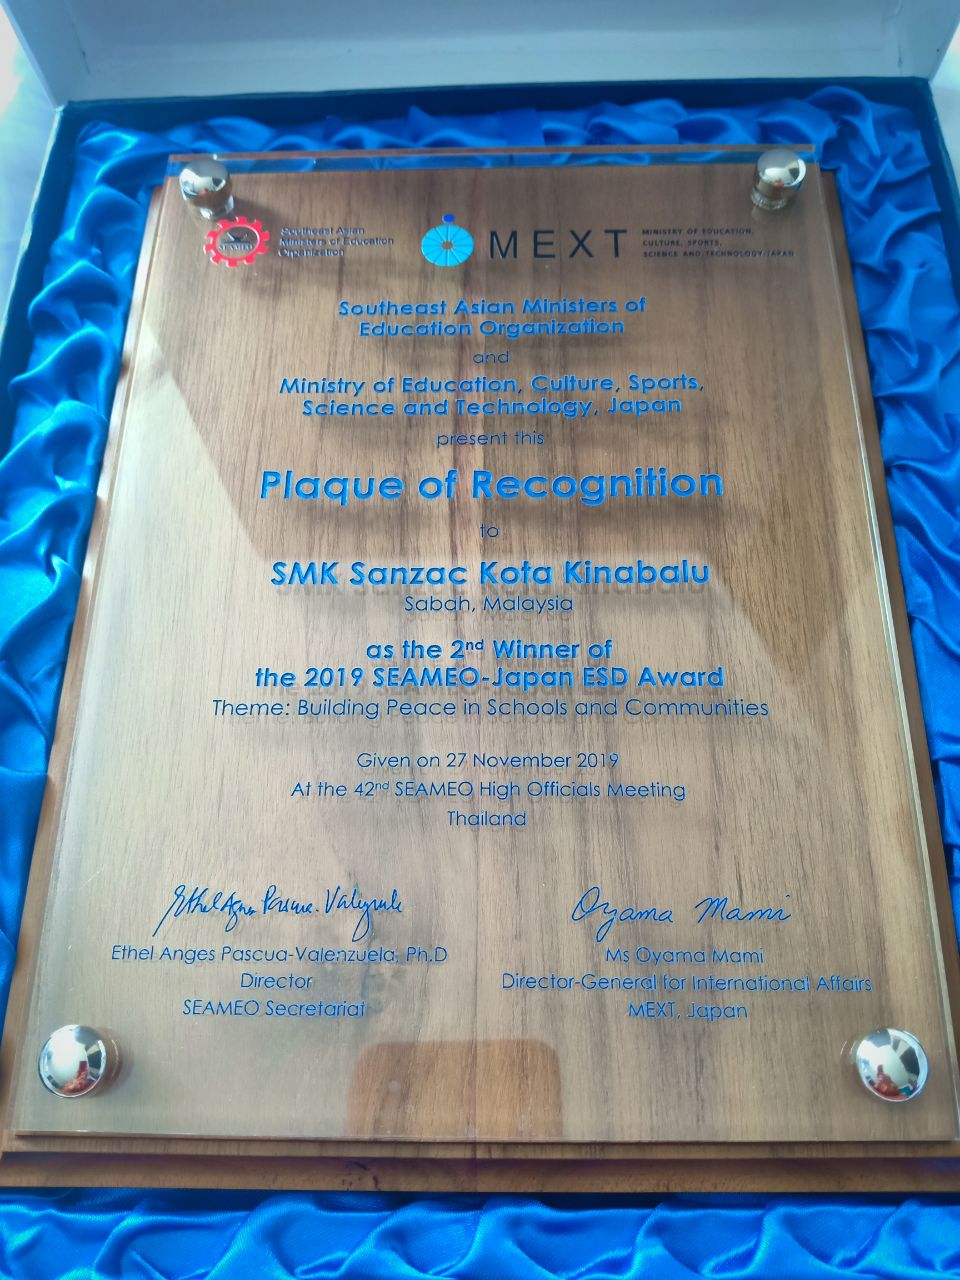 SEAMEO
Southeast Asian
Ministers of Education
Organization
MEXT
MINISTRY OF EDUCATION,
CULTURE, SPORTS,
SCIENCE AND TECHNOLOGY-JAPAN
Southeast Asian Ministers of
Education Organization
and
Ministry of Education, Culture, Sports,
Science and Technology, Japan
present this
Plaque of Recognition
to
SMK Sanzac Kota Kinabalu
Sabah, Malaysia
as the 2nd Winner of
the 2019 SEAMEO-Japan ESD Award
Theme: Building Peace in Schools and Communities
Given on 27 November 2019
At the 42nd SEAMEO High Officials Meeting
Thailand
Oyama Mami
Ethel Anges Pascua-Valenzuela, Ph.D
Director
SEAMEO Secretariat
Ms Oyama Mami
Director-General for International Affairs
MEXT, Japan